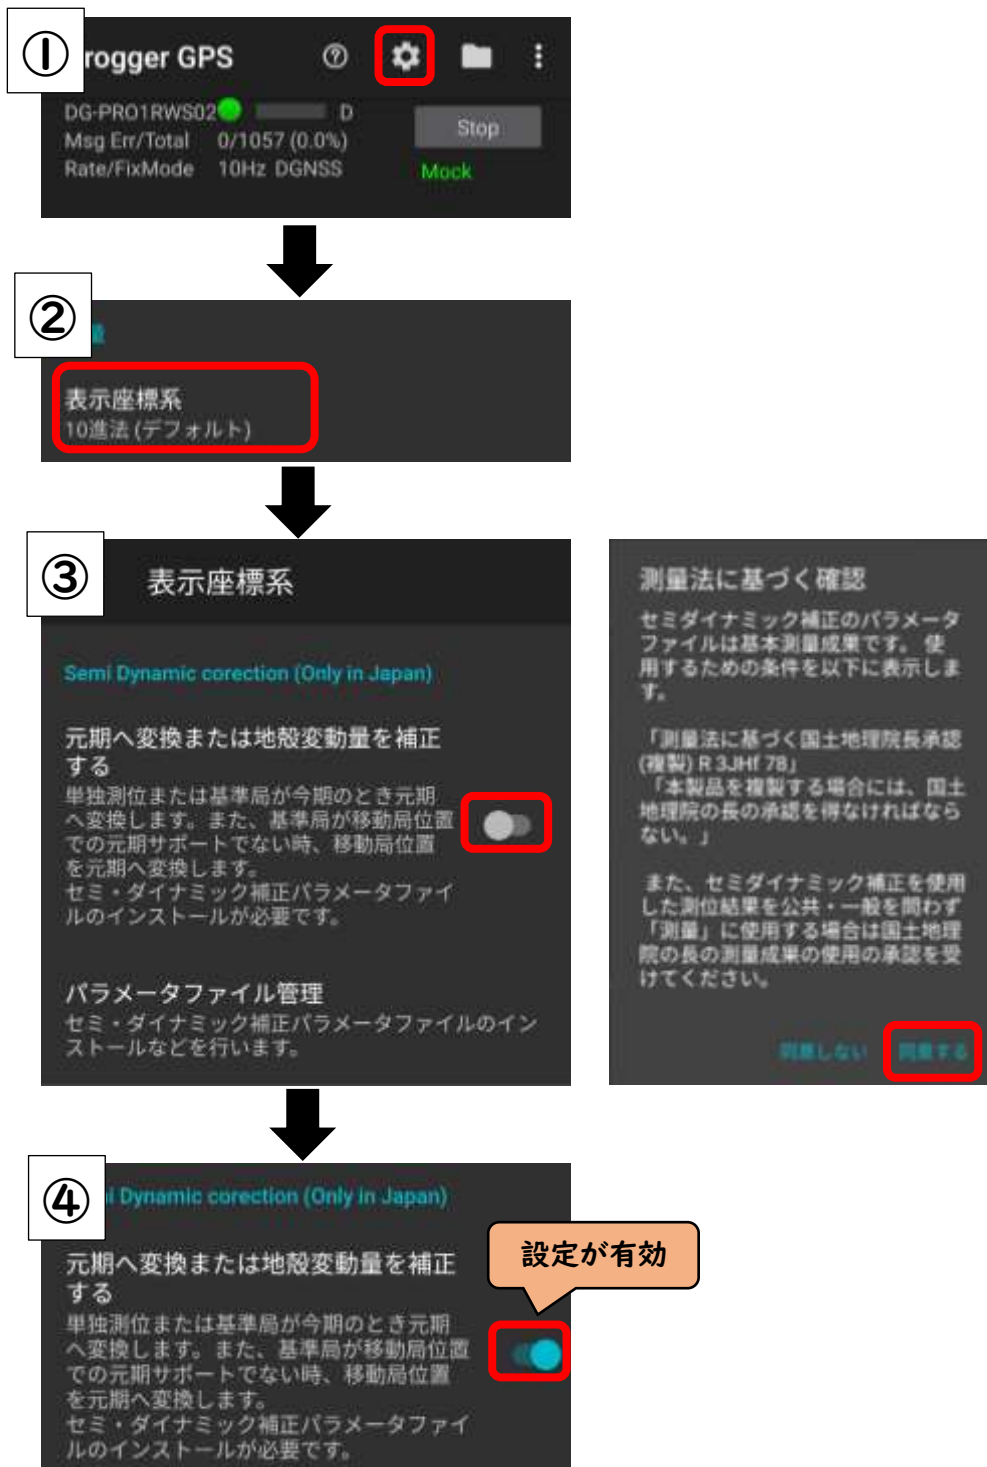 ①
rogger GPS
DG-PRO1RWS02 D
Msg Err/Total 0/1057 (0.0%)
Rate/FixMode 10Hz DGNSS
Stop
Mock
②
量
表示座標系
10進法 (デフォルト)
③
表示座標系
Semi Dynamic corection (Only in Japan)
元期へ変換または地殻変動量を補正
する
単独測位または基準局が今期のとき元期
へ変換します。また、基準局が移動局位置
での元期サポートでない時、移動局位置
を元期へ変換します。
セミ・ダイナミック補正パラメータファイ
ルのインストールが必要です。
パラメータファイル管理
セミ・ダイナミック補正パラメータファイルのイン
ストールなどを行います。
測量法に基づく確認
セミダイナミック補正のパラメータ
ファイルは基本測量成果です。 使
用するための条件を以下に表示しま
す。
「測量法に基づく国土地理院長承認
(複製) R 3JHf 78」
「本製品を複製する場合には、国土
地理院の長の承認を得なければなら
ない。」
また、セミダイナミック補正を使用
した測位結果を公共・一般を問わず
「測量」に使用する場合は国土地理
院の長の測量成果の使用の承認を受
けてください。
同意しない 同意する
④
i Dynamic corection (Only in Japan)
設定が有効
元期へ変換または地殻変動量を補正
する
単独測位または基準局が今期のとき元期
へ変換します。また、基準局が移動局位置
での元期サポートでない時、移動局位置
を元期へ変換します。
セミ・ダイナミック補正パラメータファイ
ルのインストールが必要です。